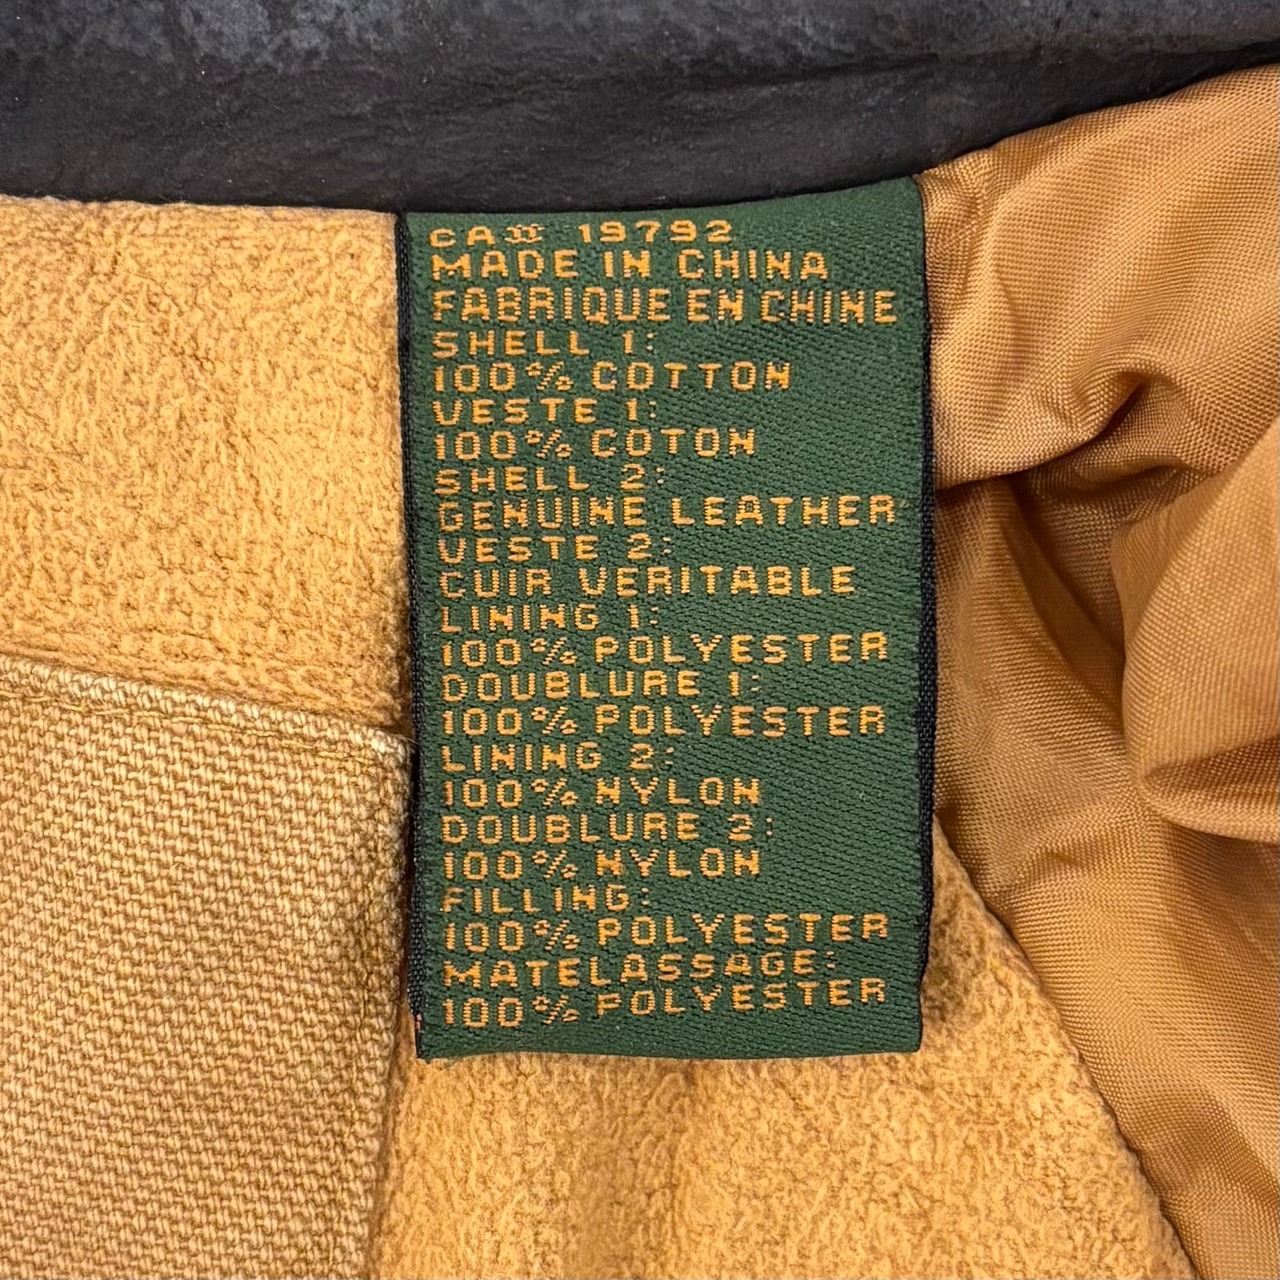 CA# 19792
MADE IN CHINA
FABRIQUE EN CHINE
SHELL 1:
100% COTTON
VESTE 1:
100% COTON
SHELL 2:
GENUINE LEATHER
VESTE 2:
CUIR VERITABLE
LINING 1:
100% POLYESTER
DOUBLURE 1:
100% POLYESTER
LINING 2:
100% NYLON
DOUBLURE 2:
100% NYLON
FILLING:
100% POLYESTER
MATELASSAGE:
100% POLYESTER